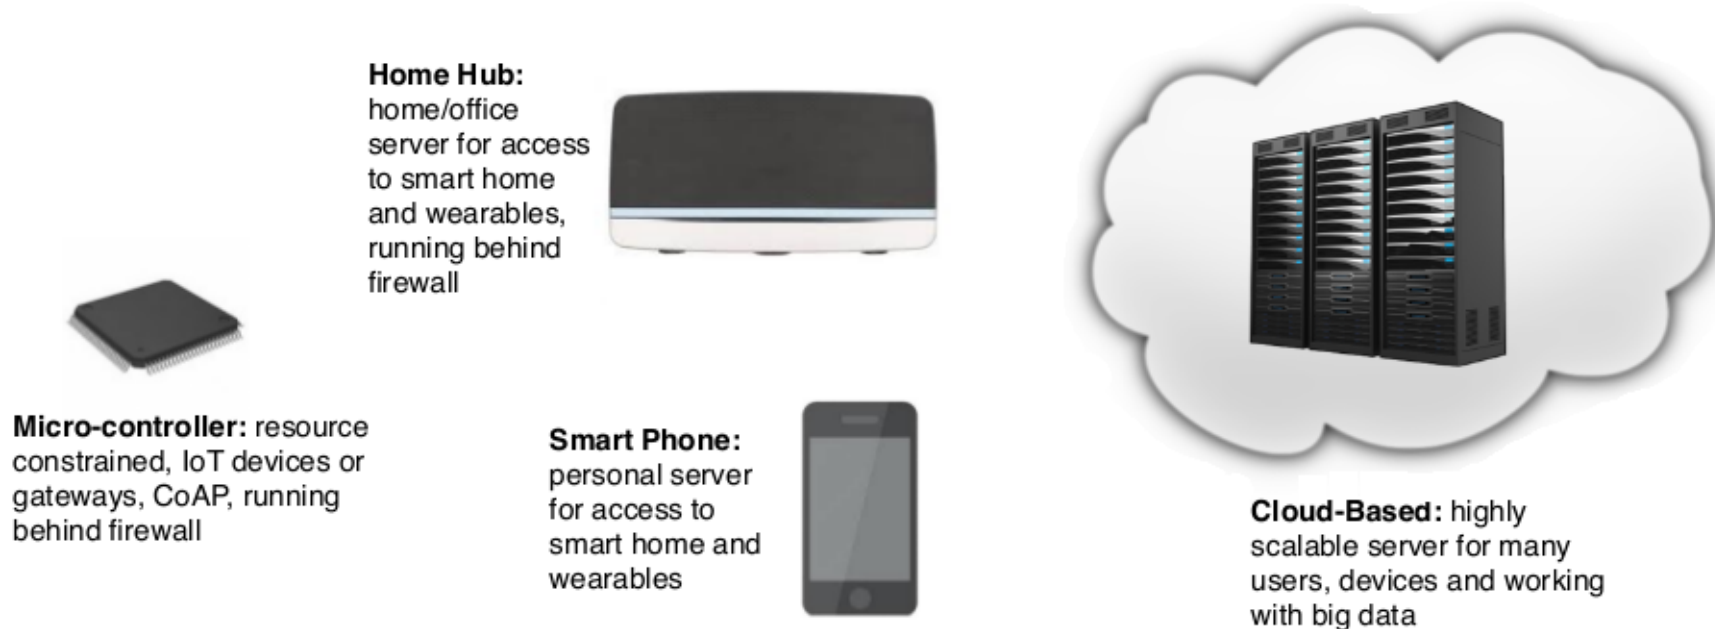 Home Hub:
home/office
server for access
to smart home
and wearables,
running behind
firewall
Micro-controller: resource
constrained, IoT devices or
gateways, CoAP, running
behind firewall
Smart Phone:
personal server
for access to
smart home and
wearables
Cloud-Based: highly
scalable server for many
users, devices and working
with big data